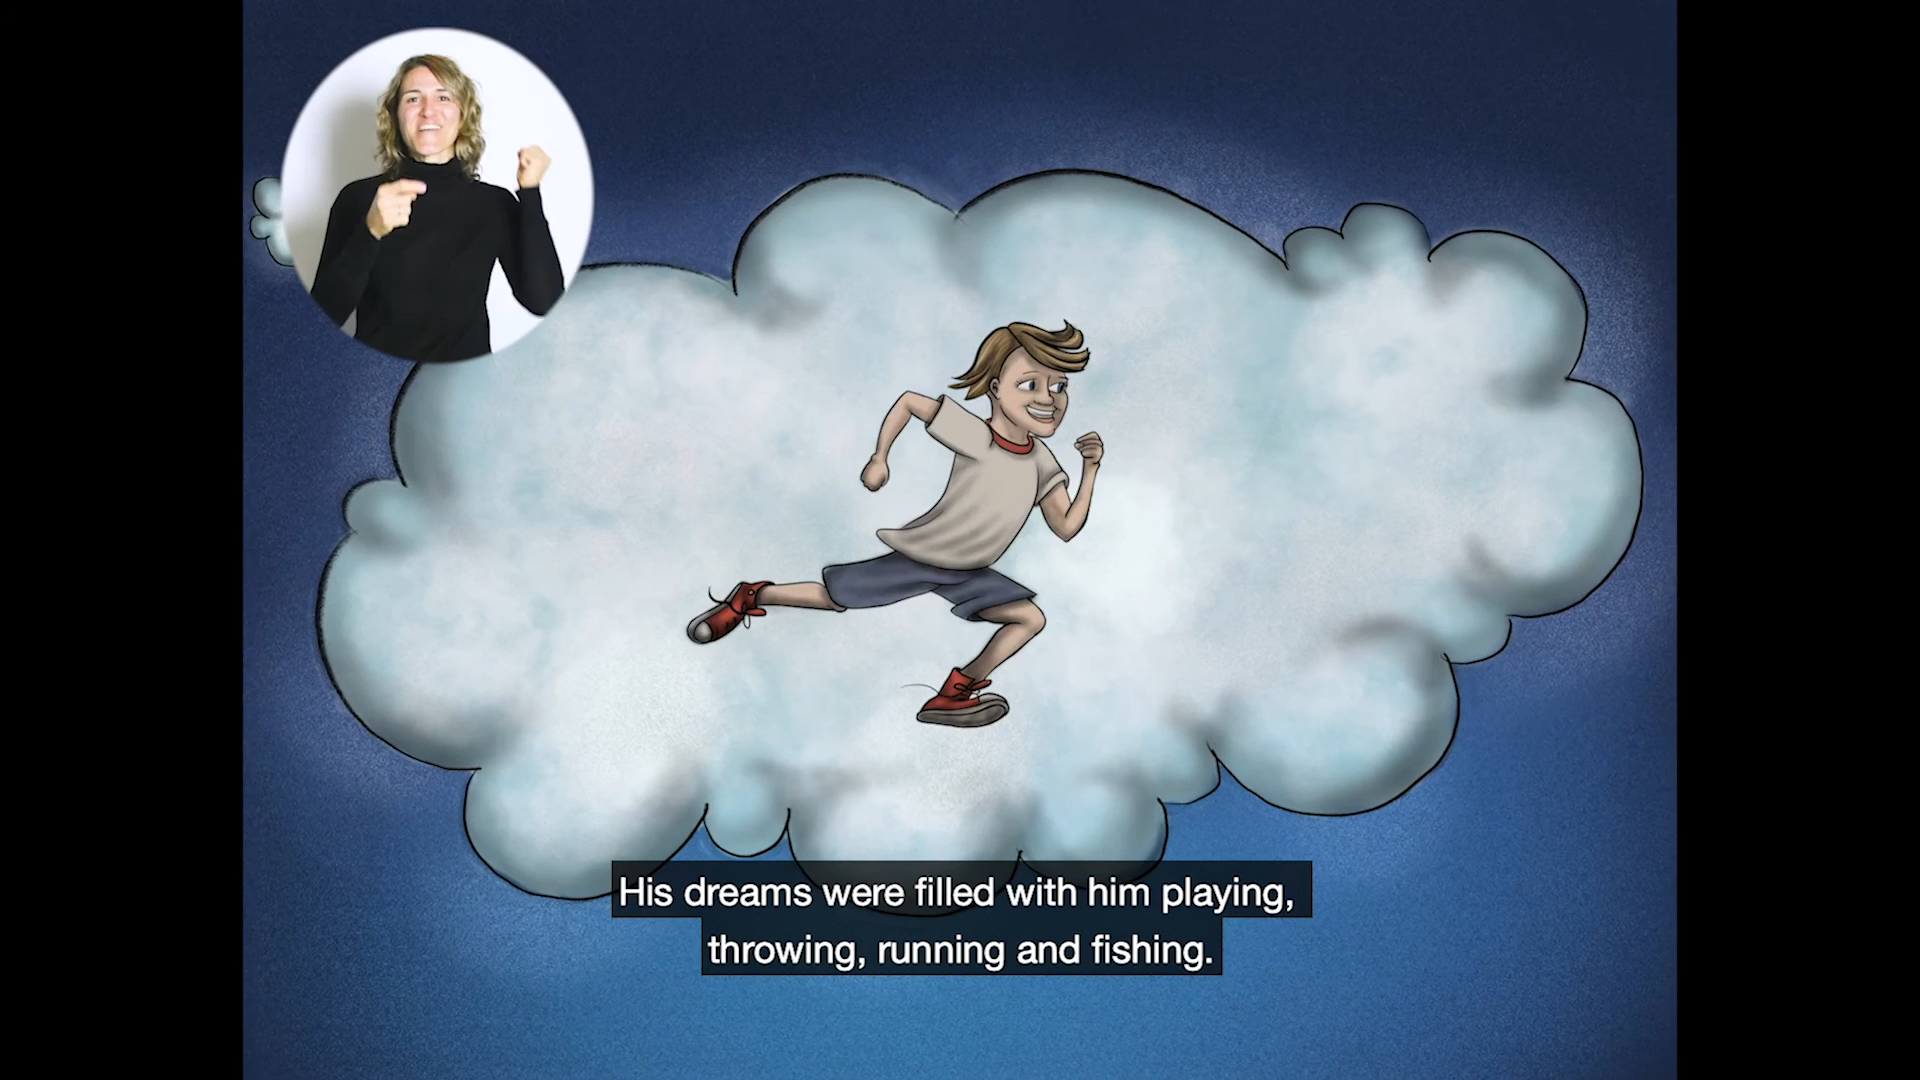 His dreams were filled with him playing,
throwing, running and fishing.